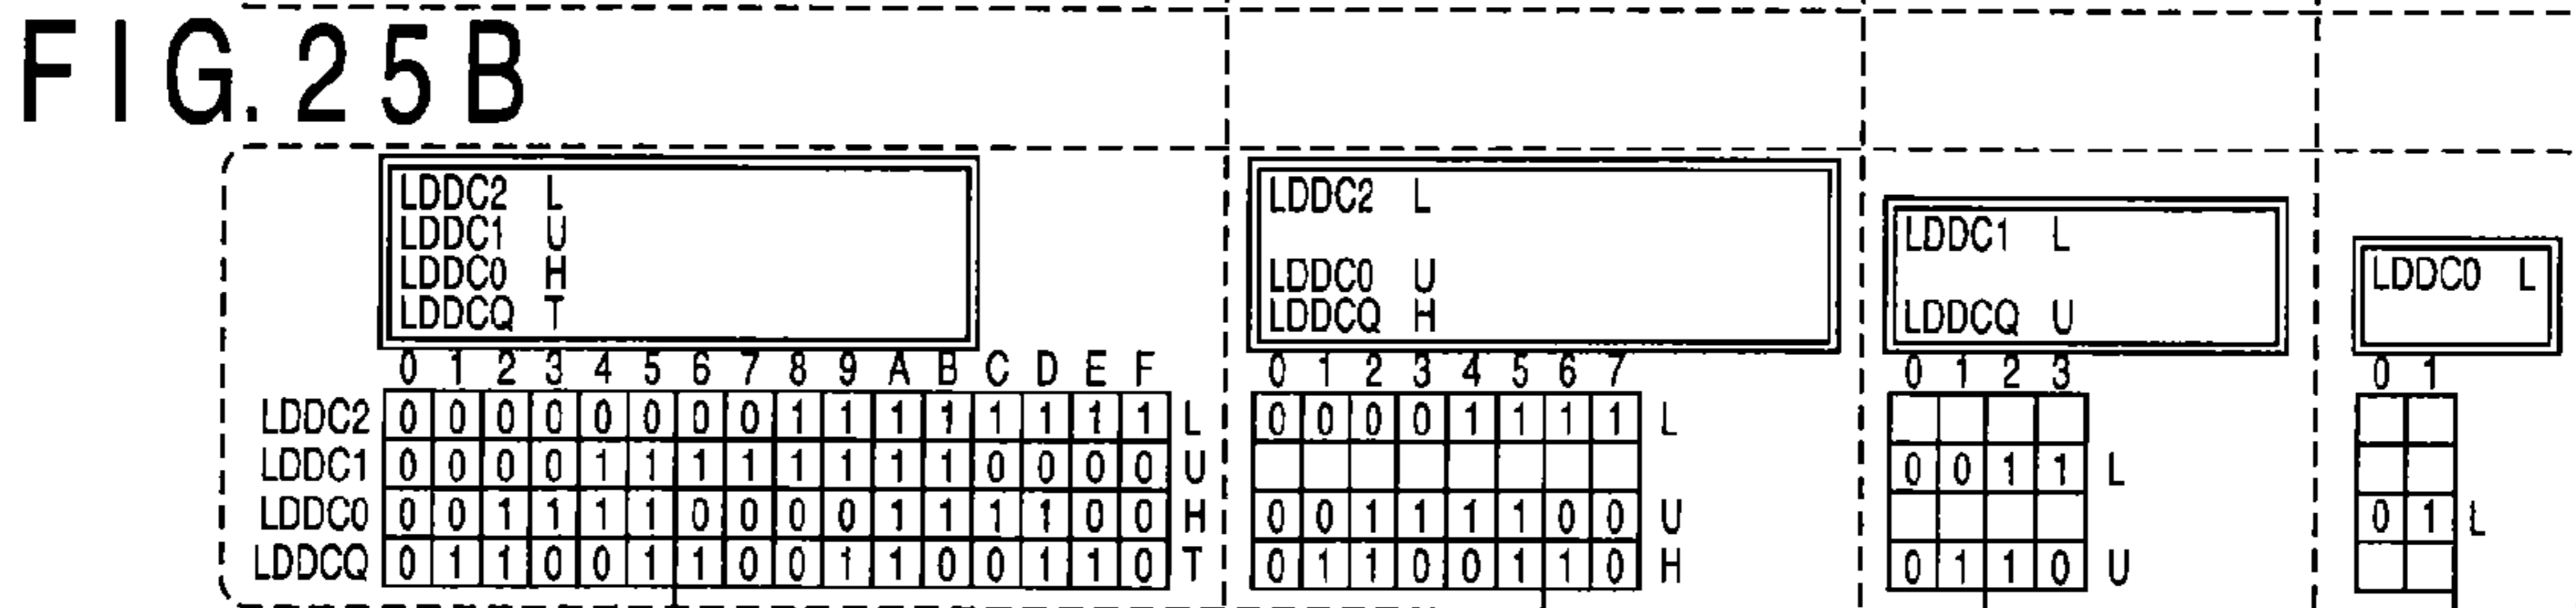 FIG.25B
LDDC2 L
LDDC1 U
LDDC0 H
LDDCQ T
0 1 2 3 4 5 6 7 8 9 A B C D E F
LDDC2 0 0 0 0 0 0 0 0 1 1 1 1 1 1 1 1 L
LDDC1 0 0 0 0 1 1 1 1 1 1 1 1 0 0 0 0 U
LDDC0 0 0 1 1 1 1 0 0 0 0 1 1 1 1 0 0 H
LDDCQ 0 1 1 0 0 1 1 0 0 1 1 0 0 1 1 0 T
LDDC2 L
LDDC0 U
LDDCQ H
0 1 2 3 4 5 6 7
0 0 0 0 1 1 1 1 L
0 0 1 1 1 1 0 0 U
0 1 1 0 0 1 1 0 H
LDDC1 L
LDDCQ U
0 1 2 3
0 0 1 1 L
0 1 1 0 U
LDDC0 L
0 1
0 1 L